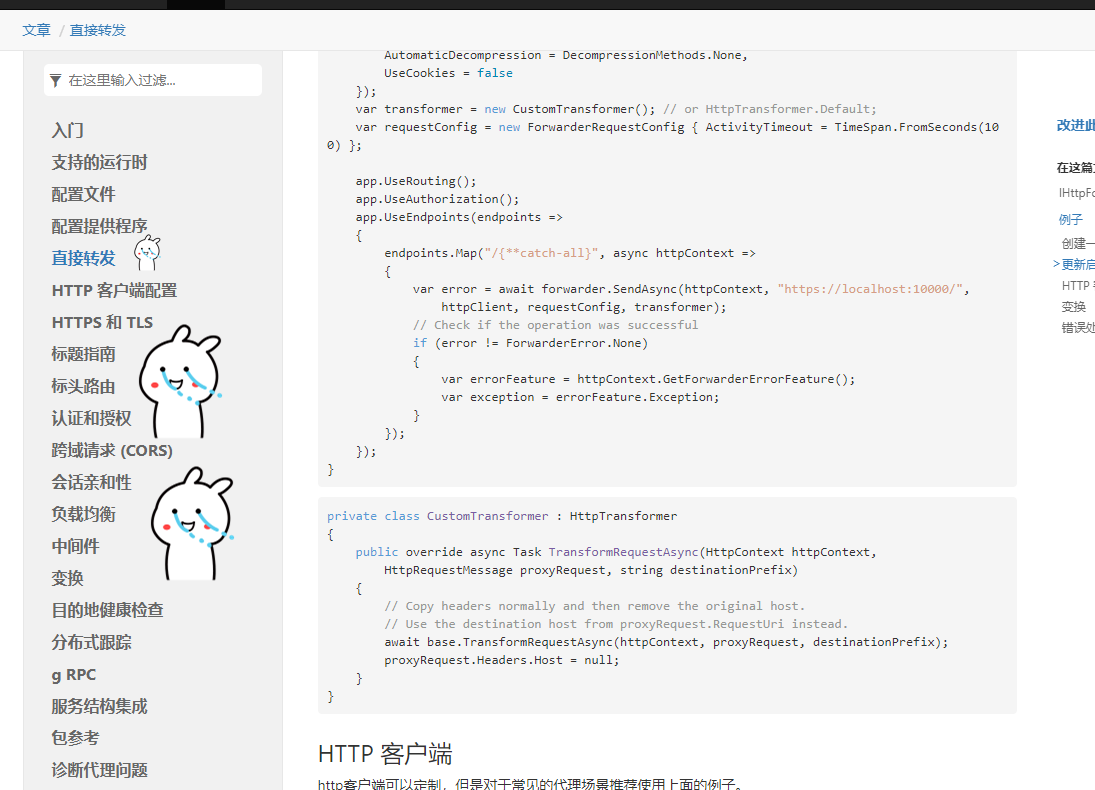 文章 / 直接转发
在这里输入过滤...
入门
支持的运行时
配置文件
配置提供程序
直接转发
HTTP 客户端配置
HTTPS 和 TLS
标题指南
标头路由
认证和授权
跨域请求 (CORS)
会话亲和性
负载均衡
中间件
变换
目的地健康检查
分布式跟踪
g RPC
服务结构集成
包参考
诊断代理问题
AutomaticDecompression = DecompressionMethods.None,
UseCookies = false
});
var transformer = new CustomTransformer(); // or HttpTransformer.Default;
var requestConfig = new ForwarderRequestConfig { ActivityTimeout = TimeSpan.FromSeconds(10
0) };
app.UseRouting();
app.UseAuthorization();
app.UseEndpoints(endpoints =>
{
endpoints.Map("/{**catch-all}", async httpContext =>
{
var error = await forwarder.SendAsync(httpContext, "https://localhost:10000/",
httpClient, requestConfig, transformer);
// Check if the operation was successful
if (error != ForwarderError.None)
{
var errorFeature = httpContext.GetForwarderErrorFeature();
var exception = errorFeature.Exception;
}
});
});
}
private class CustomTransformer : HttpTransformer
{
public override async Task TransformRequestAsync(HttpContext httpContext,
HttpRequestMessage proxyRequest, string destinationPrefix)
{
// Copy headers normally and then remove the original host.
// Use the destination host from proxyRequest.RequestUri instead.
await base.TransformRequestAsync(httpContext, proxyRequest, destinationPrefix);
proxyRequest.Headers.Host = null;
}
}
HTTP 客户端
http客户端可以定制，但是对于常见的代理场景推荐使用上面的例子。
改进此
在这篇
IHttpFo
例子
创建一
>更新启
HTTP
变换
错误处